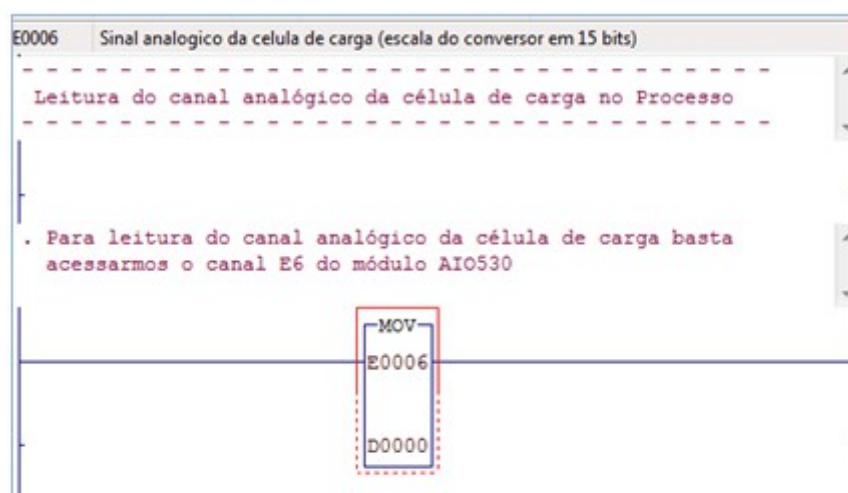 E0006 Sinal analogico da celula de carga (escala do conversor em 15 bits)
- - - - - - - - - - - - - - - - - - - - - - -
Leitura do canal analógico da célula de carga no Processo
- - - - - - - - - - - - - - - - - - - - - - -
. Para leitura do canal analógico da célula de carga basta
acessarmos o canal E6 do módulo AIO530
MOV
E0006
D0000